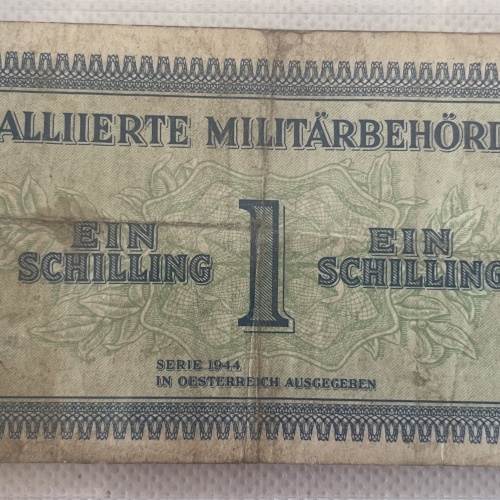 ALLIIERTE MILITÄRBEHÖRD
EIN SCHILLING
1
EIN SCHILLING
SERIE 1944
IN OESTERREICH AUSGEGEBEN